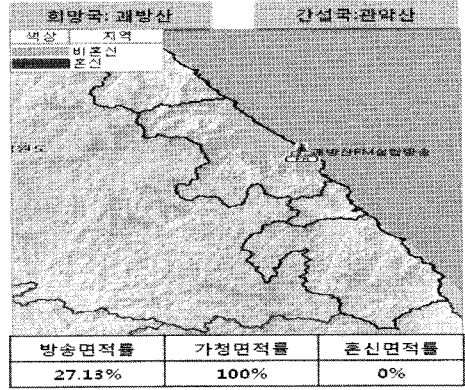 희망국: 괘방산
간섭국:관악산
색상 지역
비혼신
혼신
괘방산FM설립방송
방송면적률 가청면적률 혼신면적률
27.13% 100% 0%